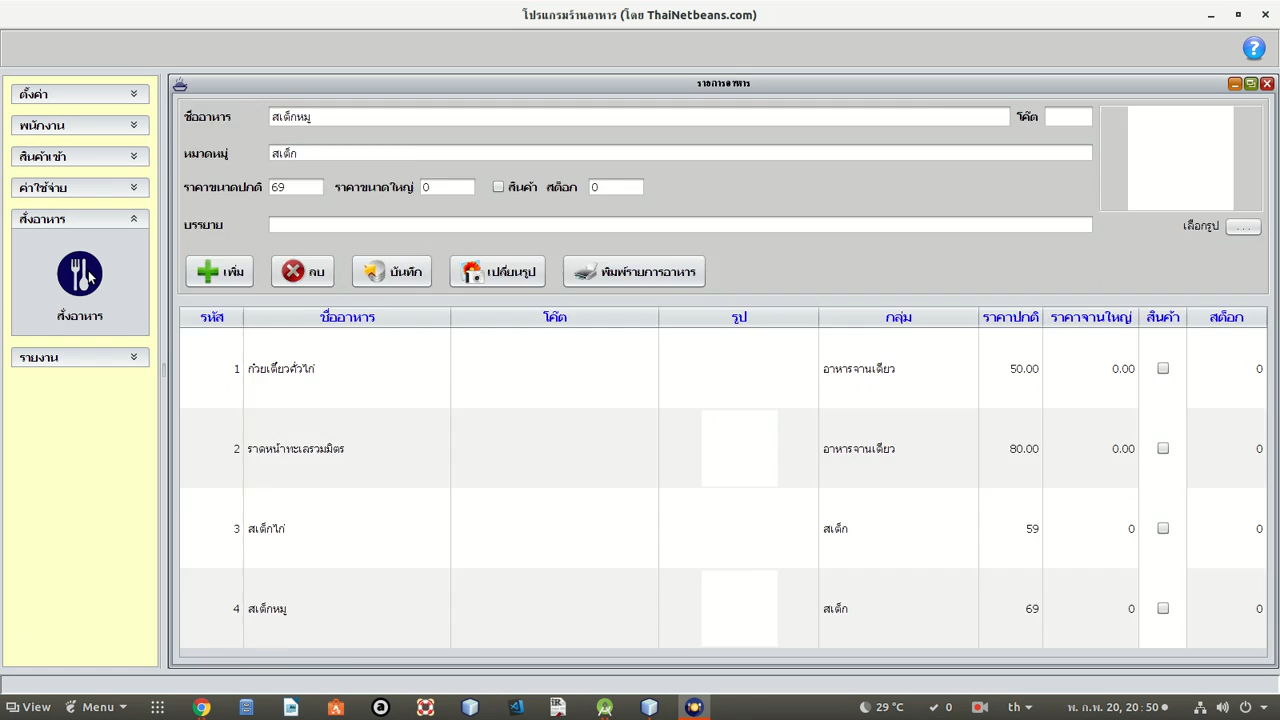 โปรแกรมร้านอาหาร (โดย ThaiNetbeans.com)
รายการอาหาร
ตั้งค่า
พนักงาน
สินค้าเข้า
ค่าใช้จ่าย
สั่งอาหาร
สั่งอาหาร
รายงาน
ชื่ออาหาร สเต็กหมู โค๊ด
หมวดหมู่ สเต็ก
ราคาขนาดปกติ 69 ราคาขนาดใหญ่ 0 สินค้า สต็อก 0
บรรยาย
เลือกรูป ...
เพิ่ม ลบ บันทึก เปลี่ยนรูป พิมพ์รายการอาหาร
รหัส ชื่ออาหาร โค๊ด รูป กลุ่ม ราคาปกติ ราคาจานใหญ่ สินค้า สต็อก
1 ก๋วยเตี๋ยวคั่วไก่ อาหารจานเดียว 50.00 0.00 0
2 ราดหน้าทะเลรวมมิตร อาหารจานเดียว 80.00 0.00 0
3 สเต็กไก่ สเต็ก 59 0 0
4 สเต็กหมู สเต็ก 69 0 0
View Menu 29 °C 0 th พ. ก.พ. 20, 20:50